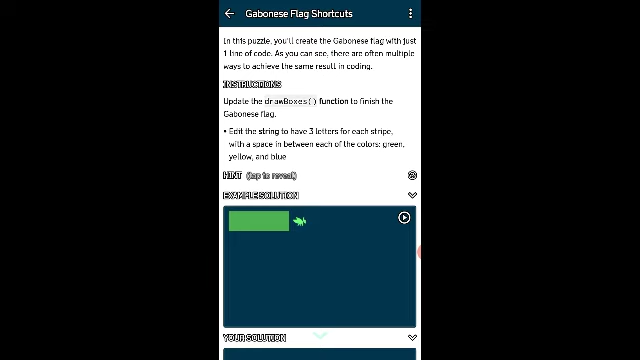 Gabonese Flag Shortcuts
In this puzzle, you'll create the Gabonese flag with just
1 line of code. As you can see, there are often multiple
ways to achieve the same result in coding.
INSTRUCTIONS
Update the drawBoxes() function to finish the
Gabonese flag.
• Edit the string to have 3 letters for each stripe,
with a space in between each of the colors: green,
yellow, and blue
HINT (tap to reveal)
EXAMPLE SOLUTION
YOUR SOLUTION